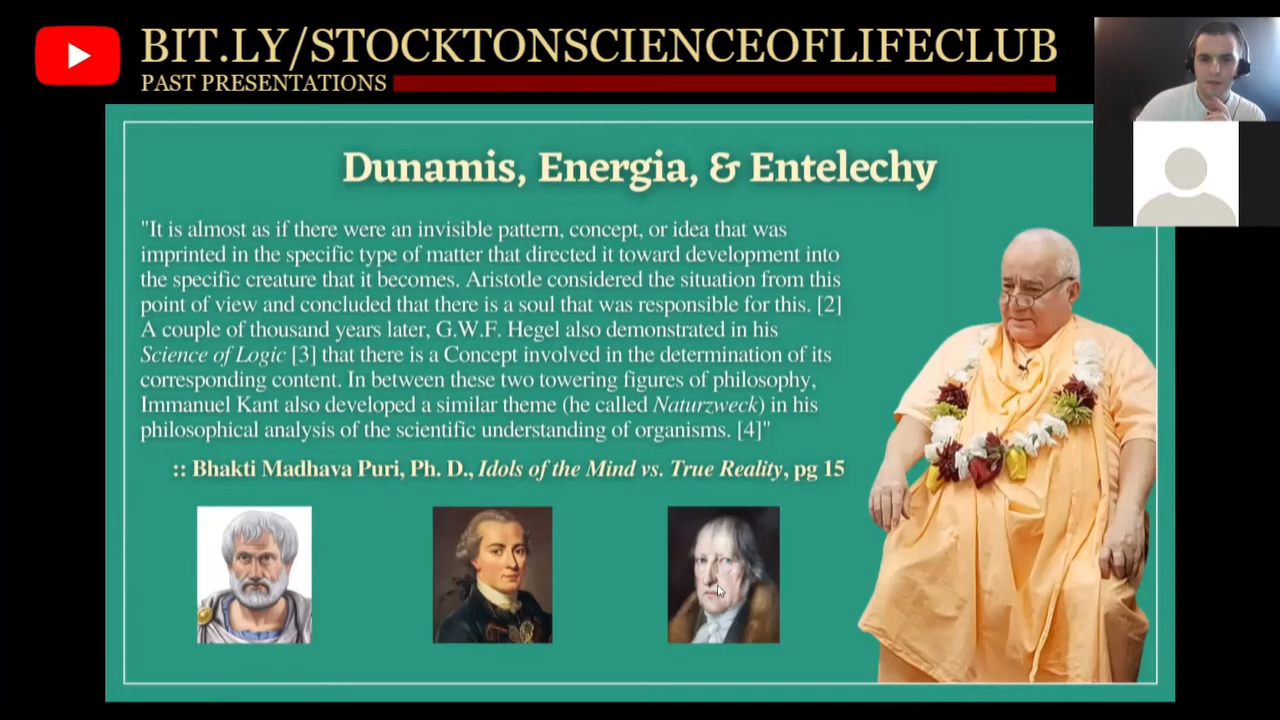 BIT.LY/STOCKTONSCIENCEOFLIFECLUB
PAST PRESENTATIONS
Dunamis, Energia, & Entelechy
"It is almost as if there were an invisible pattern, concept, or idea that was
imprinted in the specific type of matter that directed it toward development into
the specific creature that it becomes. Aristotle considered the situation from this
point of view and concluded that there is a soul that was responsible for this. [2]
A couple of thousand years later, G.W.F. Hegel also demonstrated in his
Science of Logic [3] that there is a Concept involved in the determination of its
corresponding content. In between these two towering figures of philosophy,
Immanuel Kant also developed a similar theme (he called Naturzweck) in his
philosophical analysis of the scientific understanding of organisms. [4]"
:: Bhakti Madhava Puri, Ph. D., Idols of the Mind vs. True Reality, pg 15